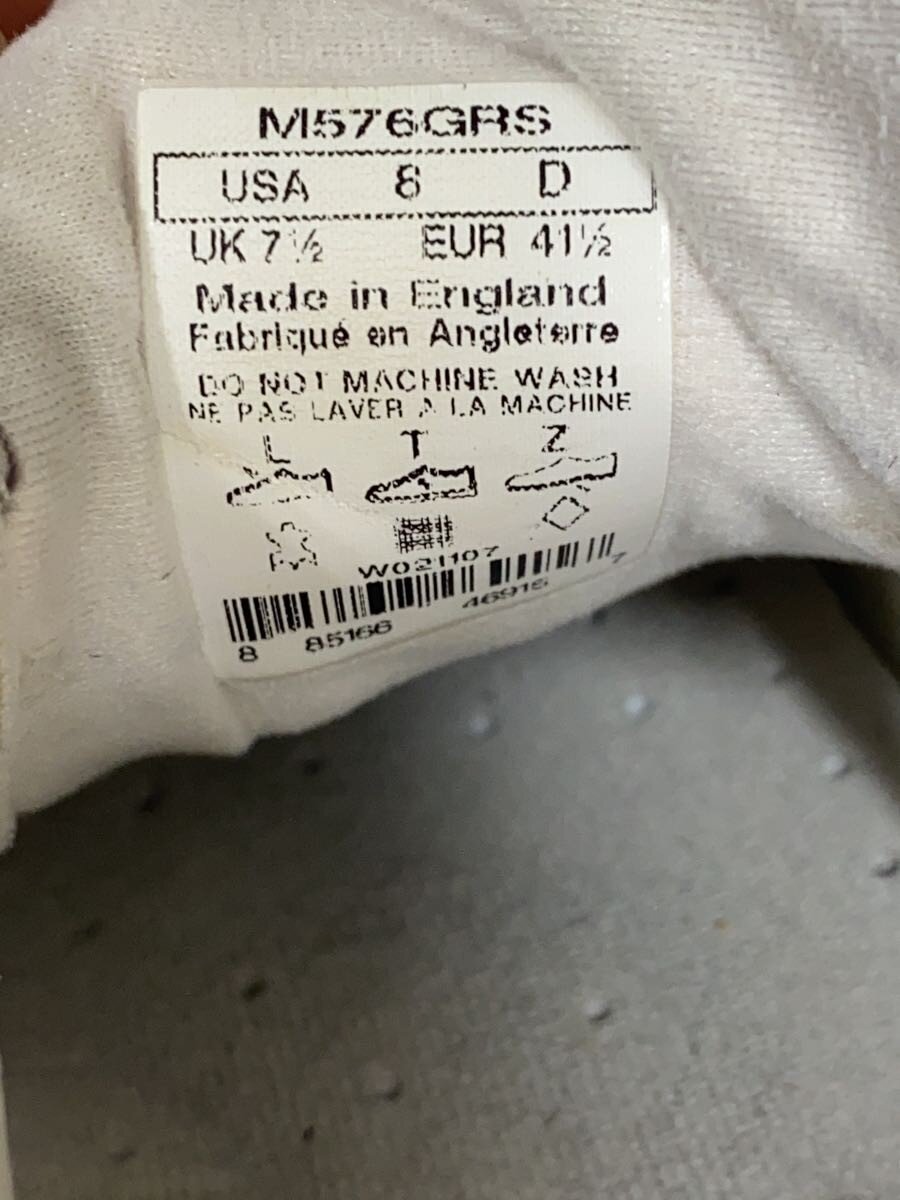 M576GRS
USA 8 D
UK 7½ EUR 41½
Made in England
Fabriqué en Angleterre
DO NOT MACHINE WASH
NE PAS LAVER A LA MACHINE
L T Z
W021107
8 85166 46915 7